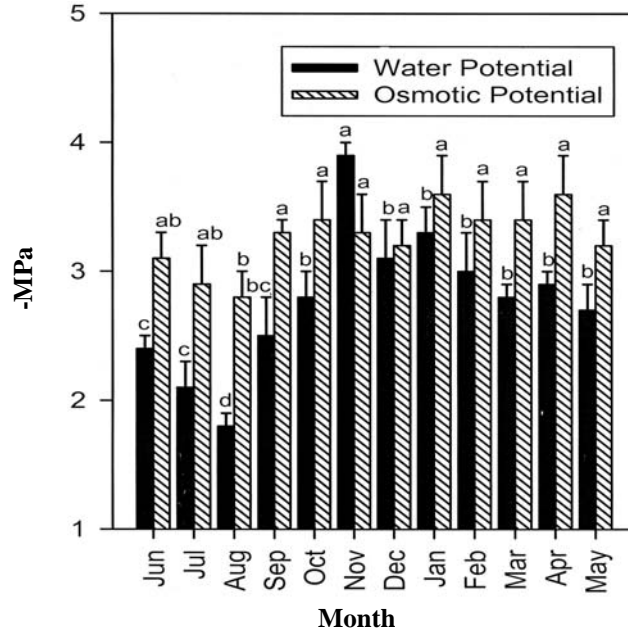 5
4
3
2
1
-MPa
Water Potential
Osmotic Potential
c
ab
c
ab
d
b
bc
a
b
a
a
a
b
a
b
a
b
a
b
a
b
a
b
a
Jun
Jul
Aug
Sep
Oct
Nov
Dec
Jan
Feb
Mar
Apr
May
Month